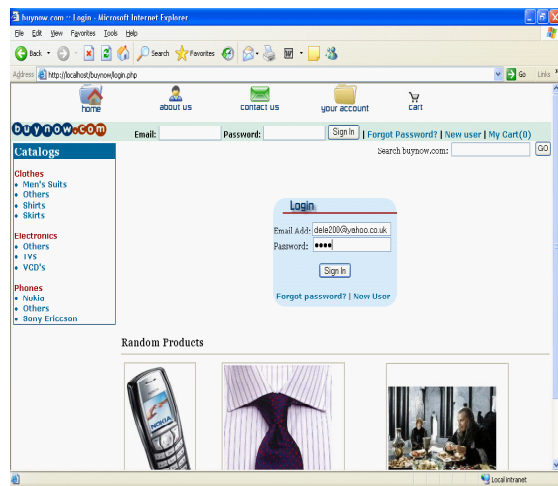 buynow.com :: Login - Microsoft Internet Explorer
File Edit View Favorites Tools Help
Back Search Favorites
Address http://localhost/buynow/login.php Go Links »
home about us contact us your account cart
buynow.com Email: Password: Sign In | Forgot Password? | New user | My Cart(0)
Search buynow.com: GO
Catalogs
Clothes
• Men's Suits
• Others
• Shirts
• Skirts
Electronics
• Others
• TVs
• VCD's
Phones
• Nokia
• Others
• Sony Ericcson
Login
Email Add: dele200@yahoo.co.uk
Password: ••••
Sign In
Forgot password? | New User
Random Products
NOKIA
Local intranet